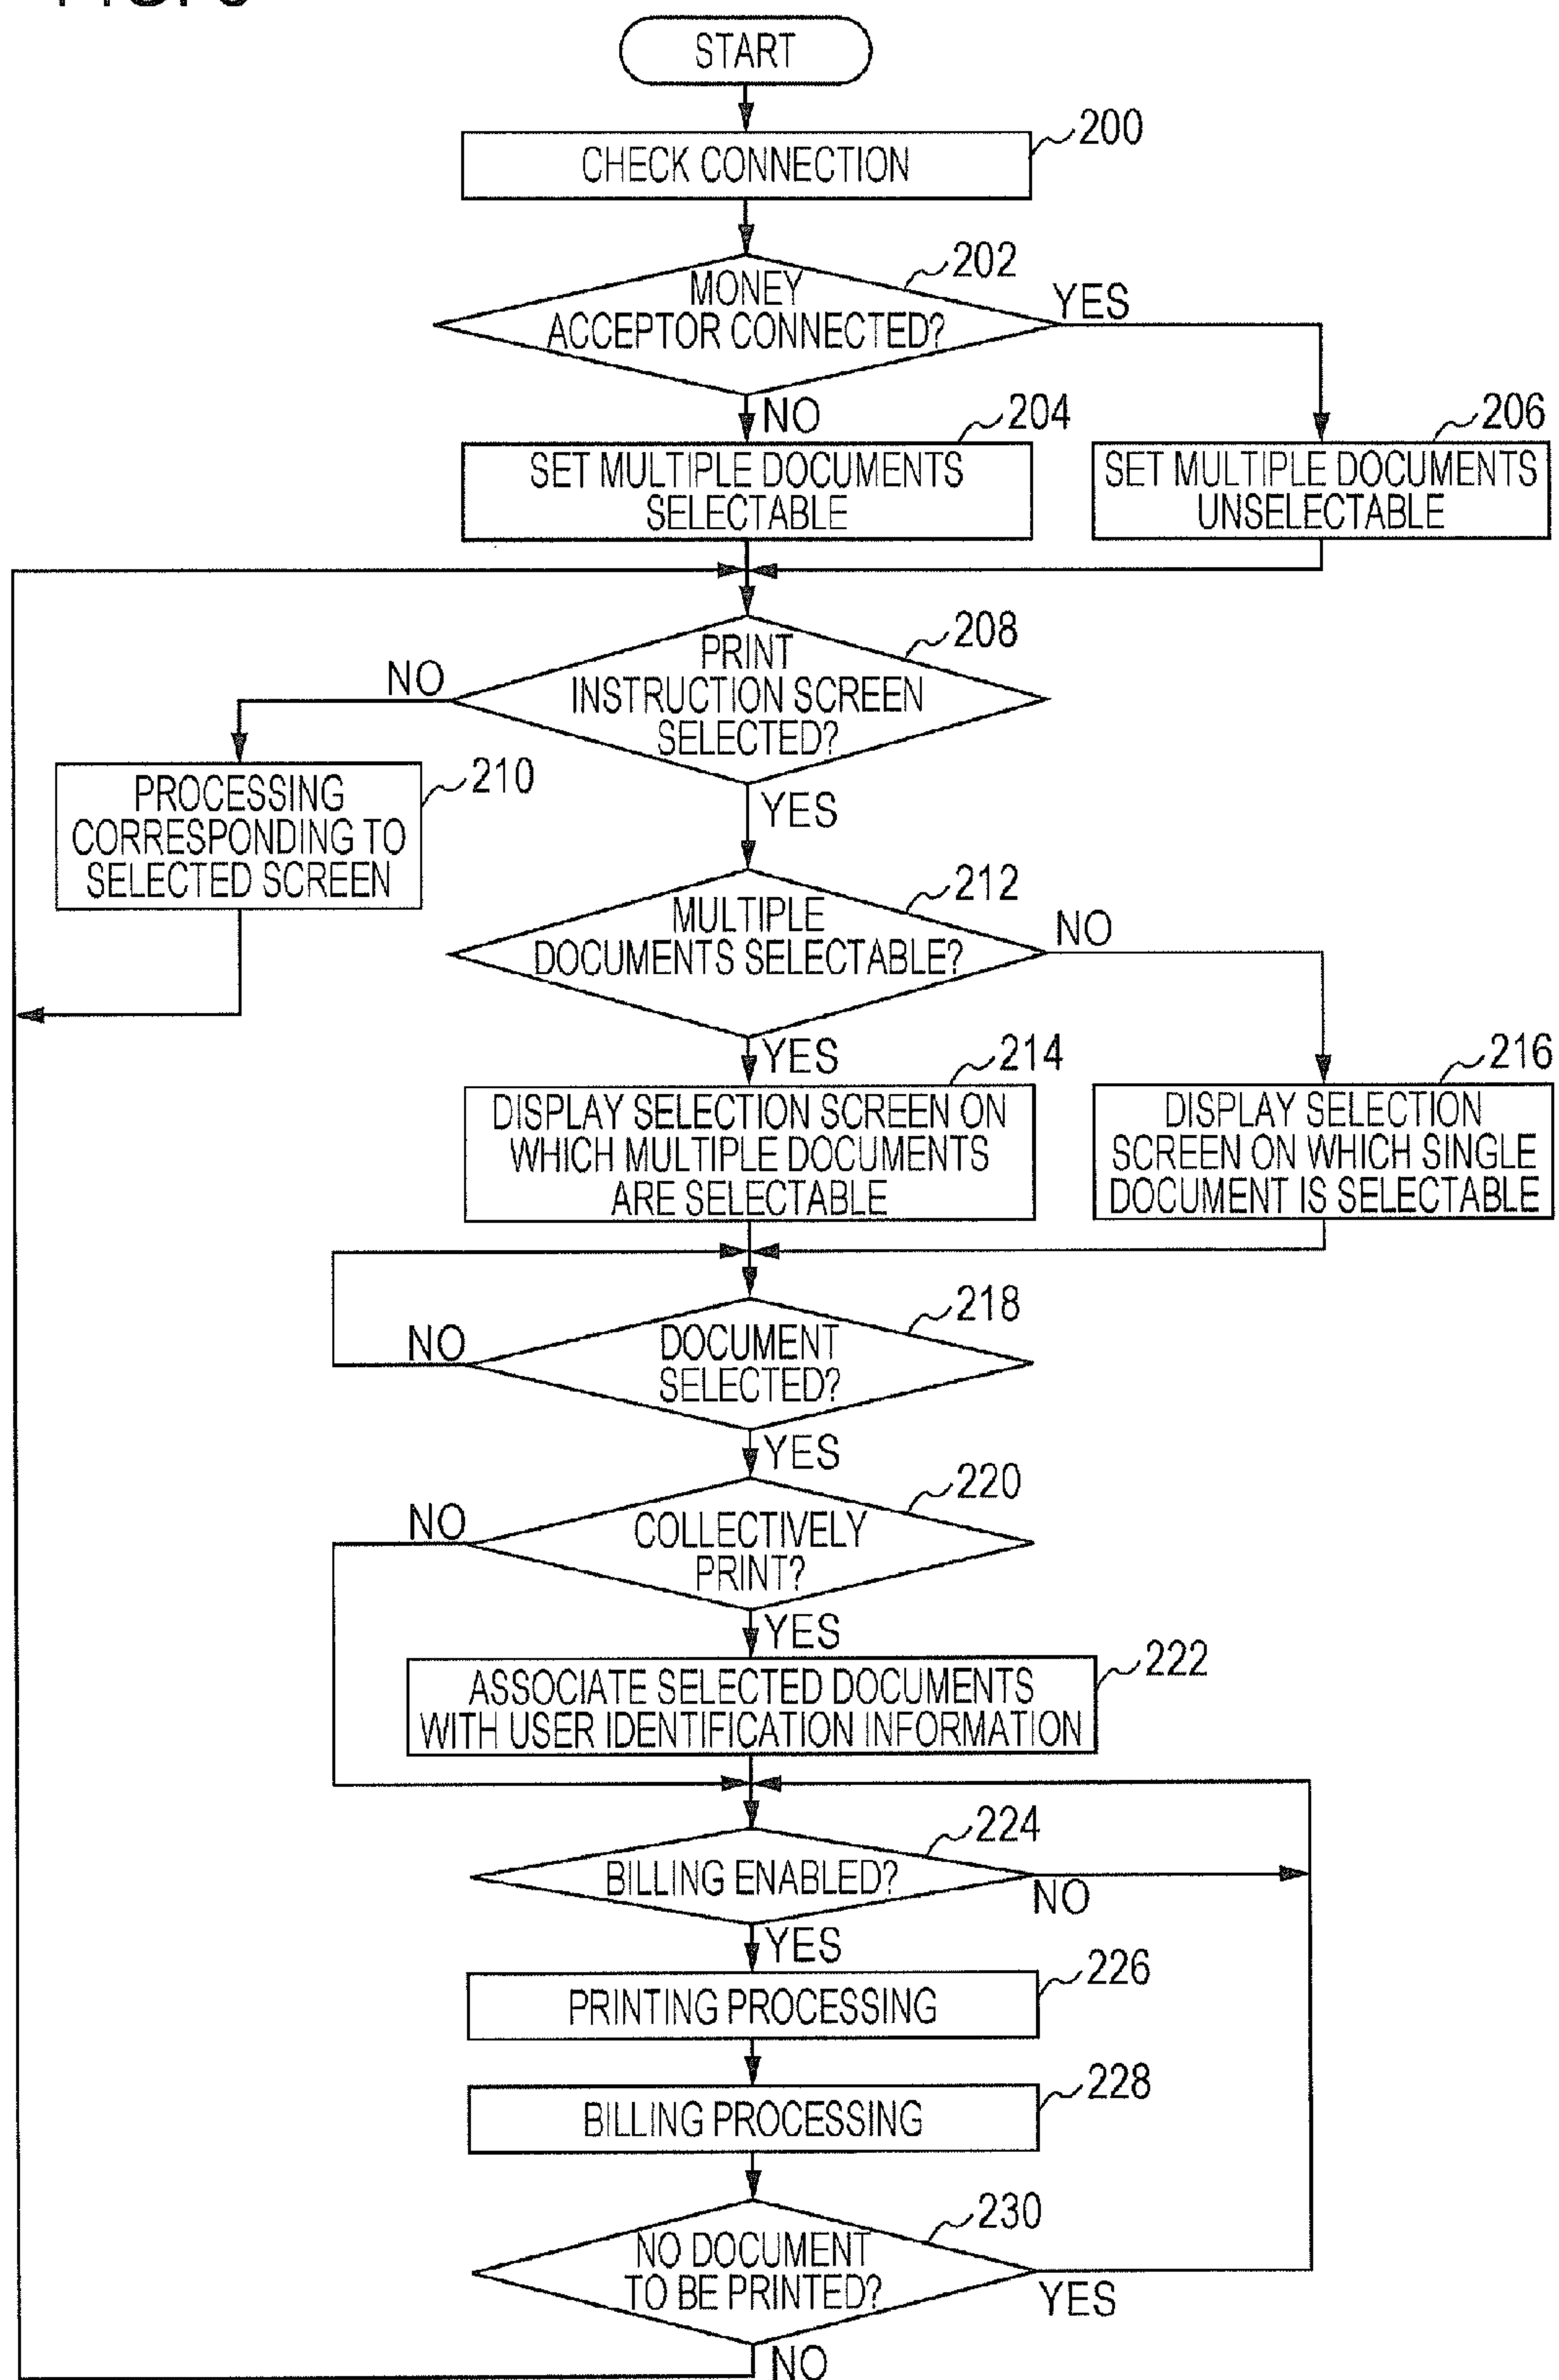 START
CHECK CONNECTION
200
MONEY
ACCEPTOR CONNECTED?
202
YES
NO
SET MULTIPLE DOCUMENTS
SELECTABLE
204
SET MULTIPLE DOCUMENTS
UNSELECTABLE
206
PRINT
INSTRUCTION SCREEN
SELECTED?
208
NO
PROCESSING
CORRESPONDING TO
SELECTED SCREEN
210
YES
MULTIPLE
DOCUMENTS SELECTABLE?
212
NO
YES
DISPLAY SELECTION SCREEN ON
WHICH MULTIPLE DOCUMENTS
ARE SELECTABLE
214
DISPLAY SELECTION
SCREEN ON WHICH SINGLE
DOCUMENT IS SELECTABLE
216
DOCUMENT
SELECTED?
218
NO
YES
COLLECTIVELY
PRINT?
220
NO
YES
ASSOCIATE SELECTED DOCUMENTS
WITH USER IDENTIFICATION INFORMATION
222
BILLING ENABLED?
224
NO
YES
PRINTING PROCESSING
226
BILLING PROCESSING
228
NO DOCUMENT
TO BE PRINTED?
230
YES
NO